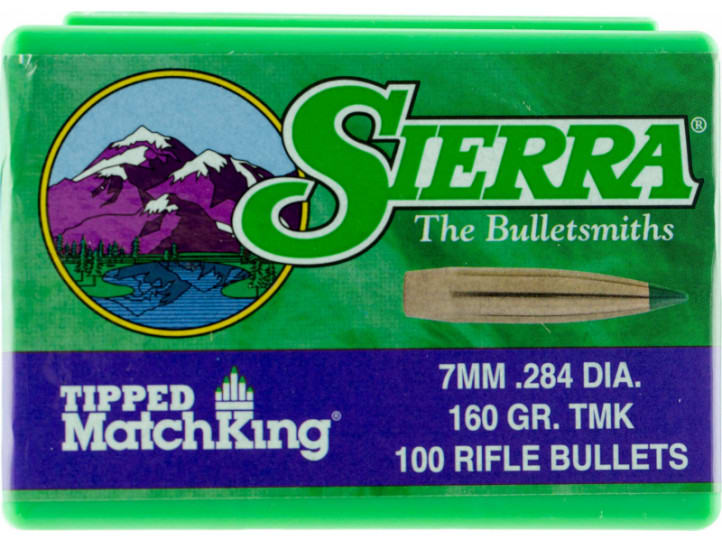 SIERRA®
The Bulletsmiths
TIPPED
MatchKing®
7MM .284 DIA.
160 GR. TMK
100 RIFLE BULLETS